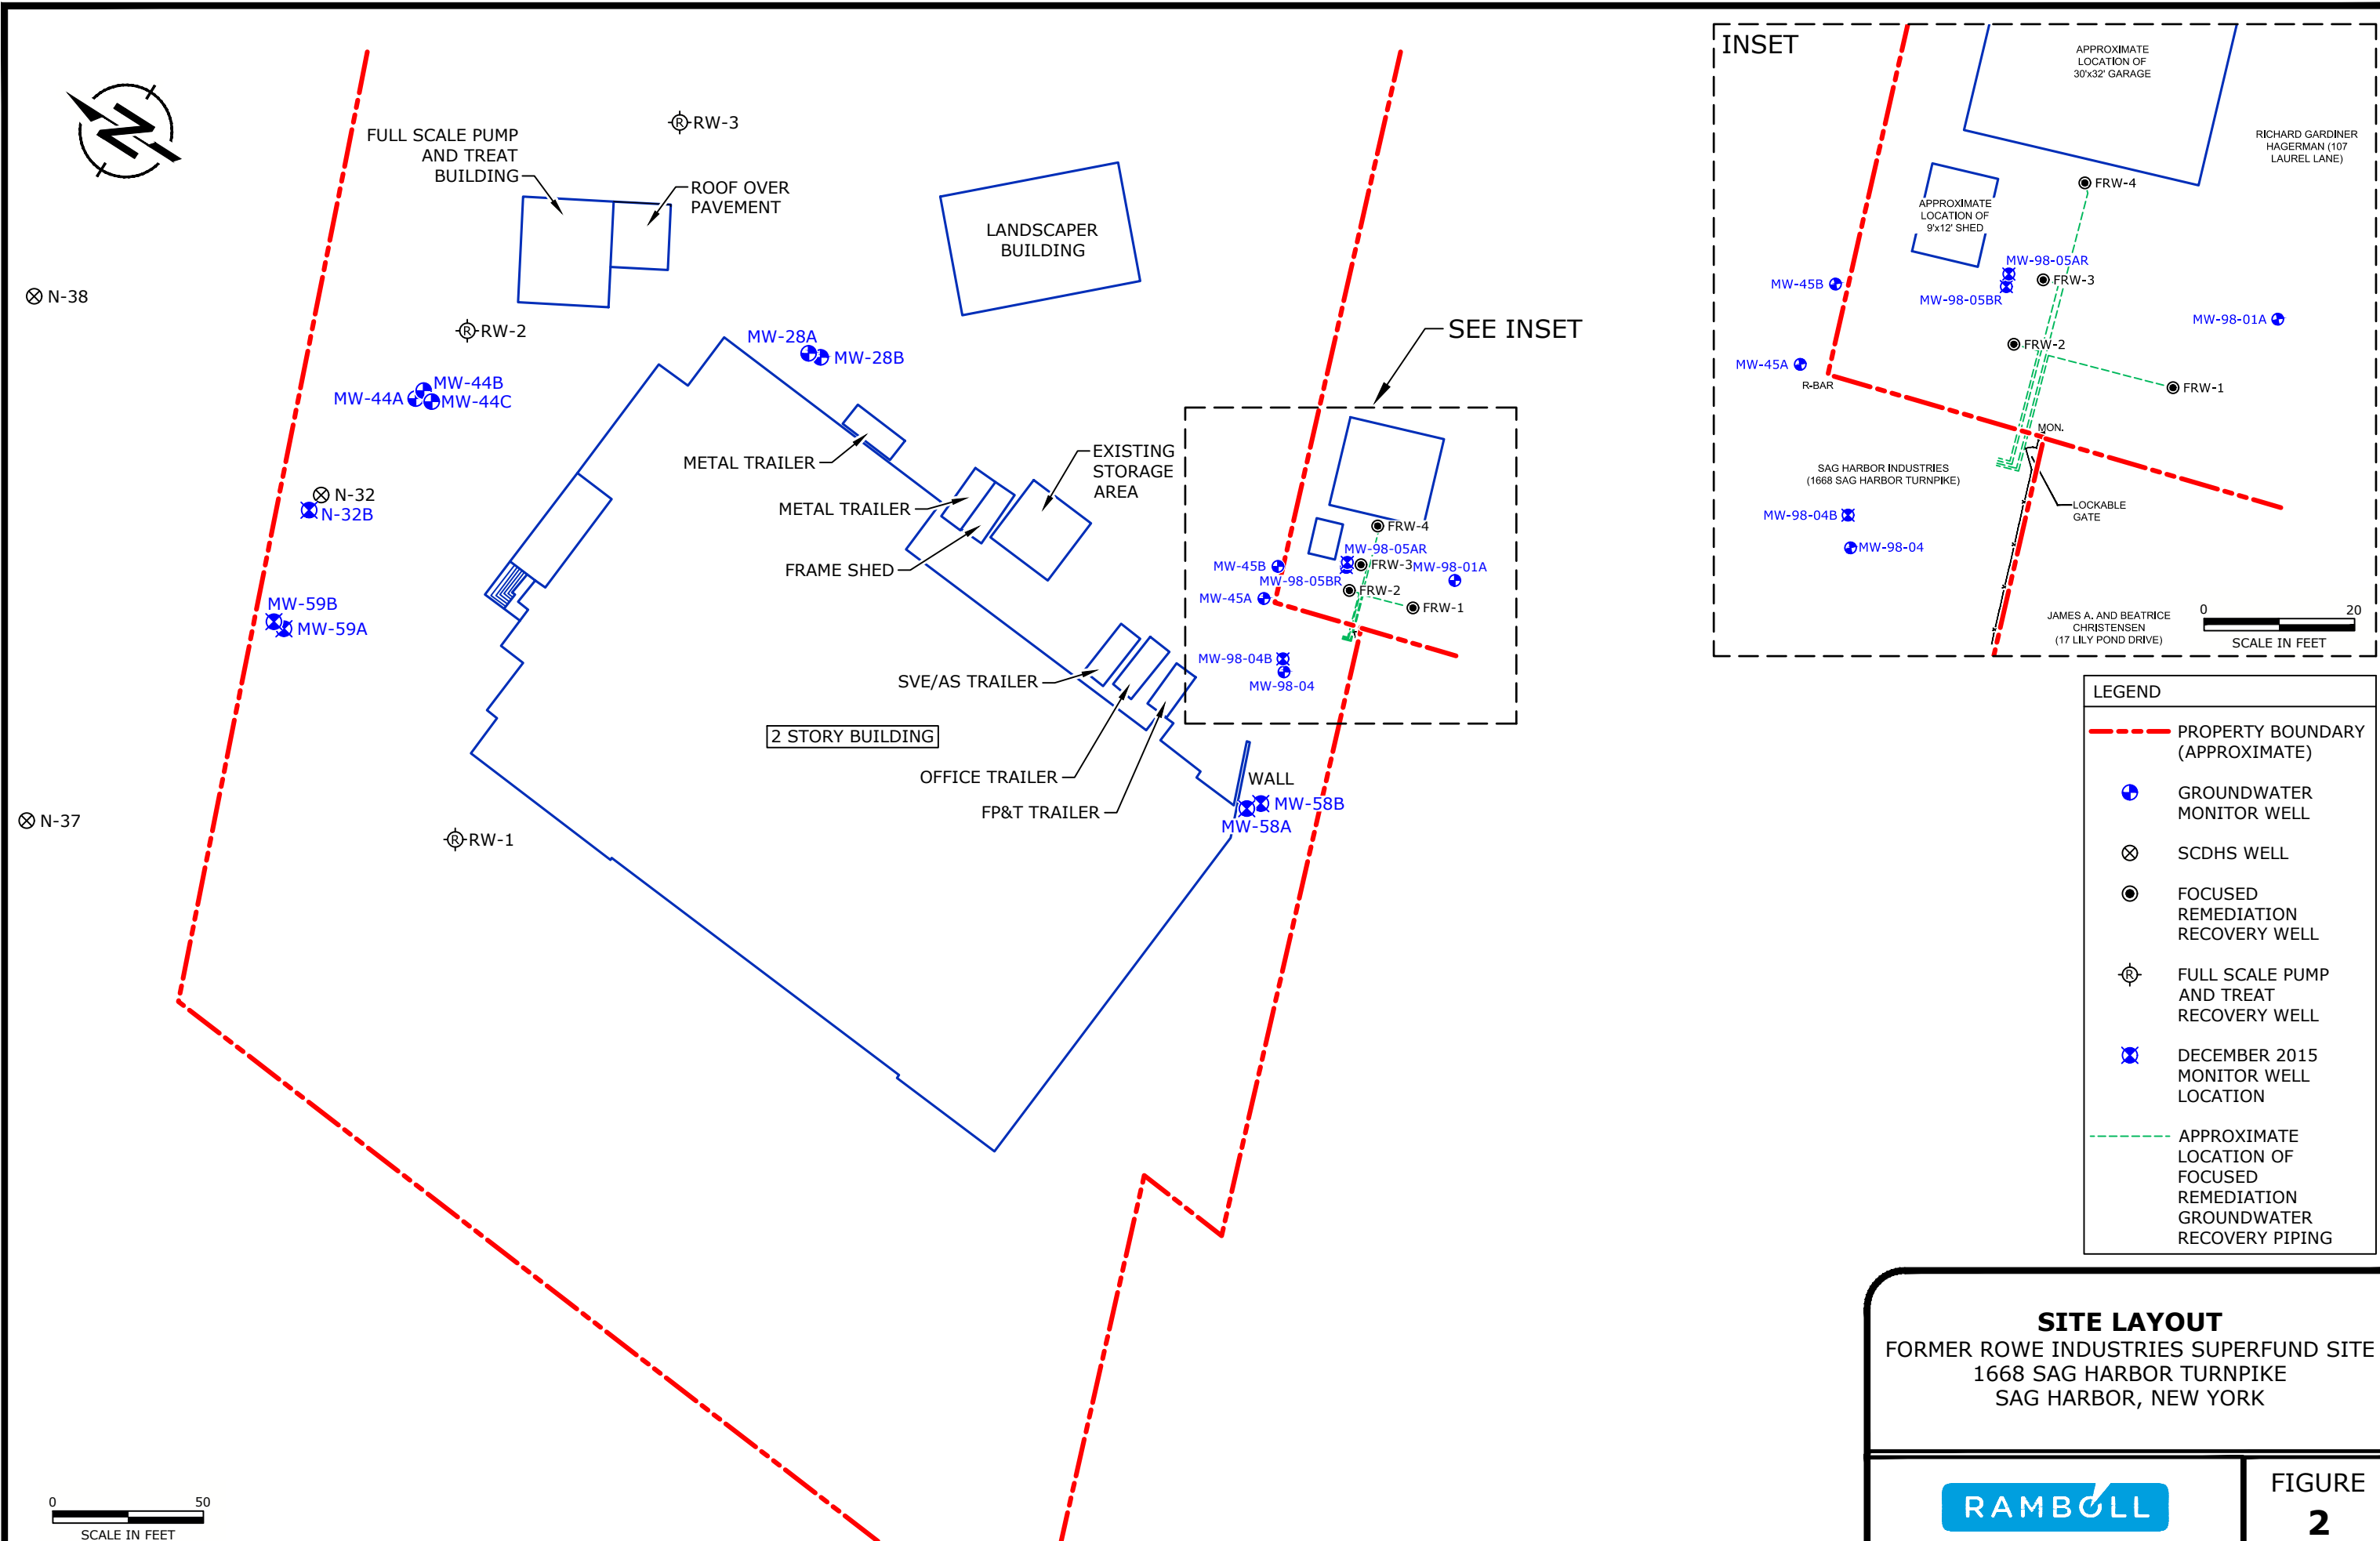 N
FULL SCALE PUMP
AND TREAT
BUILDING
R RW-3
ROOF OVER
PAVEMENT
LANDSCAPER
BUILDING
N-38
R RW-2
MW-28A
MW-28B
MW-44B
MW-44A
MW-44C
SEE INSET
METAL TRAILER
EXISTING
STORAGE
AREA
N-32
N-32B
METAL TRAILER
FRAME SHED
FRW-4
MW-98-05AR
MW-45B
FRW-3
MW-98-01A
MW-98-05BR
FRW-2
MW-45A
FRW-1
MW-59B
MW-59A
MW-98-04B
MW-98-04
SVE/AS TRAILER
2 STORY BUILDING
OFFICE TRAILER
WALL
MW-58B
MW-58A
FP&T TRAILER
N-37
R RW-1
0 50
SCALE IN FEET
INSET
APPROXIMATE
LOCATION OF
30'x32' GARAGE
RICHARD GARDINER
HAGERMAN (107
LAUREL LANE)
FRW-4
APPROXIMATE
LOCATION OF
9'x12' SHED
MW-98-05AR
MW-45B
FRW-3
MW-98-05BR
MW-98-01A
FRW-2
MW-45A
R-BAR
FRW-1
MON.
SAG HARBOR INDUSTRIES
(1668 SAG HARBOR TURNPIKE)
LOCKABLE
GATE
MW-98-04B
MW-98-04
JAMES A. AND BEATRICE
CHRISTENSEN
(17 LILY POND DRIVE)
0 20
SCALE IN FEET
LEGEND
PROPERTY BOUNDARY
(APPROXIMATE)
GROUNDWATER
MONITOR WELL
SCDHS WELL
FOCUSED
REMEDIATION
RECOVERY WELL
R FULL SCALE PUMP
AND TREAT
RECOVERY WELL
DECEMBER 2015
MONITOR WELL
LOCATION
APPROXIMATE
LOCATION OF
FOCUSED
REMEDIATION
GROUNDWATER
RECOVERY PIPING
SITE LAYOUT
FORMER ROWE INDUSTRIES SUPERFUND SITE
1668 SAG HARBOR TURNPIKE
SAG HARBOR, NEW YORK
RAMBOLL
FIGURE
2